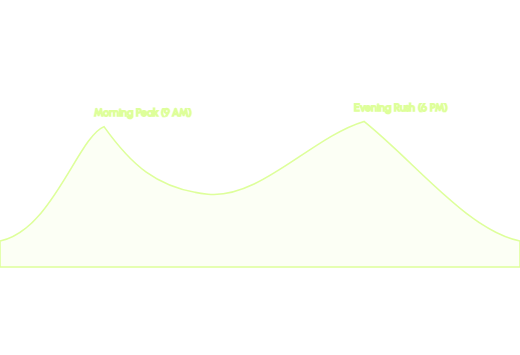 Morning Peak (9 AM)
Evening Rush (6 PM)